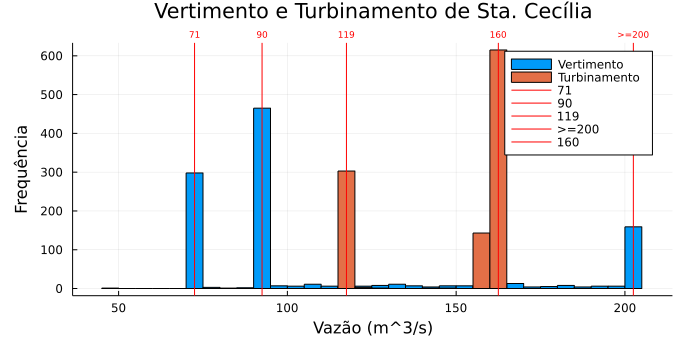 Vertimento e Turbinamento de Sta. Cecília
71 90 119 160 >=200
Vertimento
Turbinamento
71
90
119
>=200
160
Frequência
600
500
400
300
200
100
0
50 100 150 200
Vazão (m^3/s)